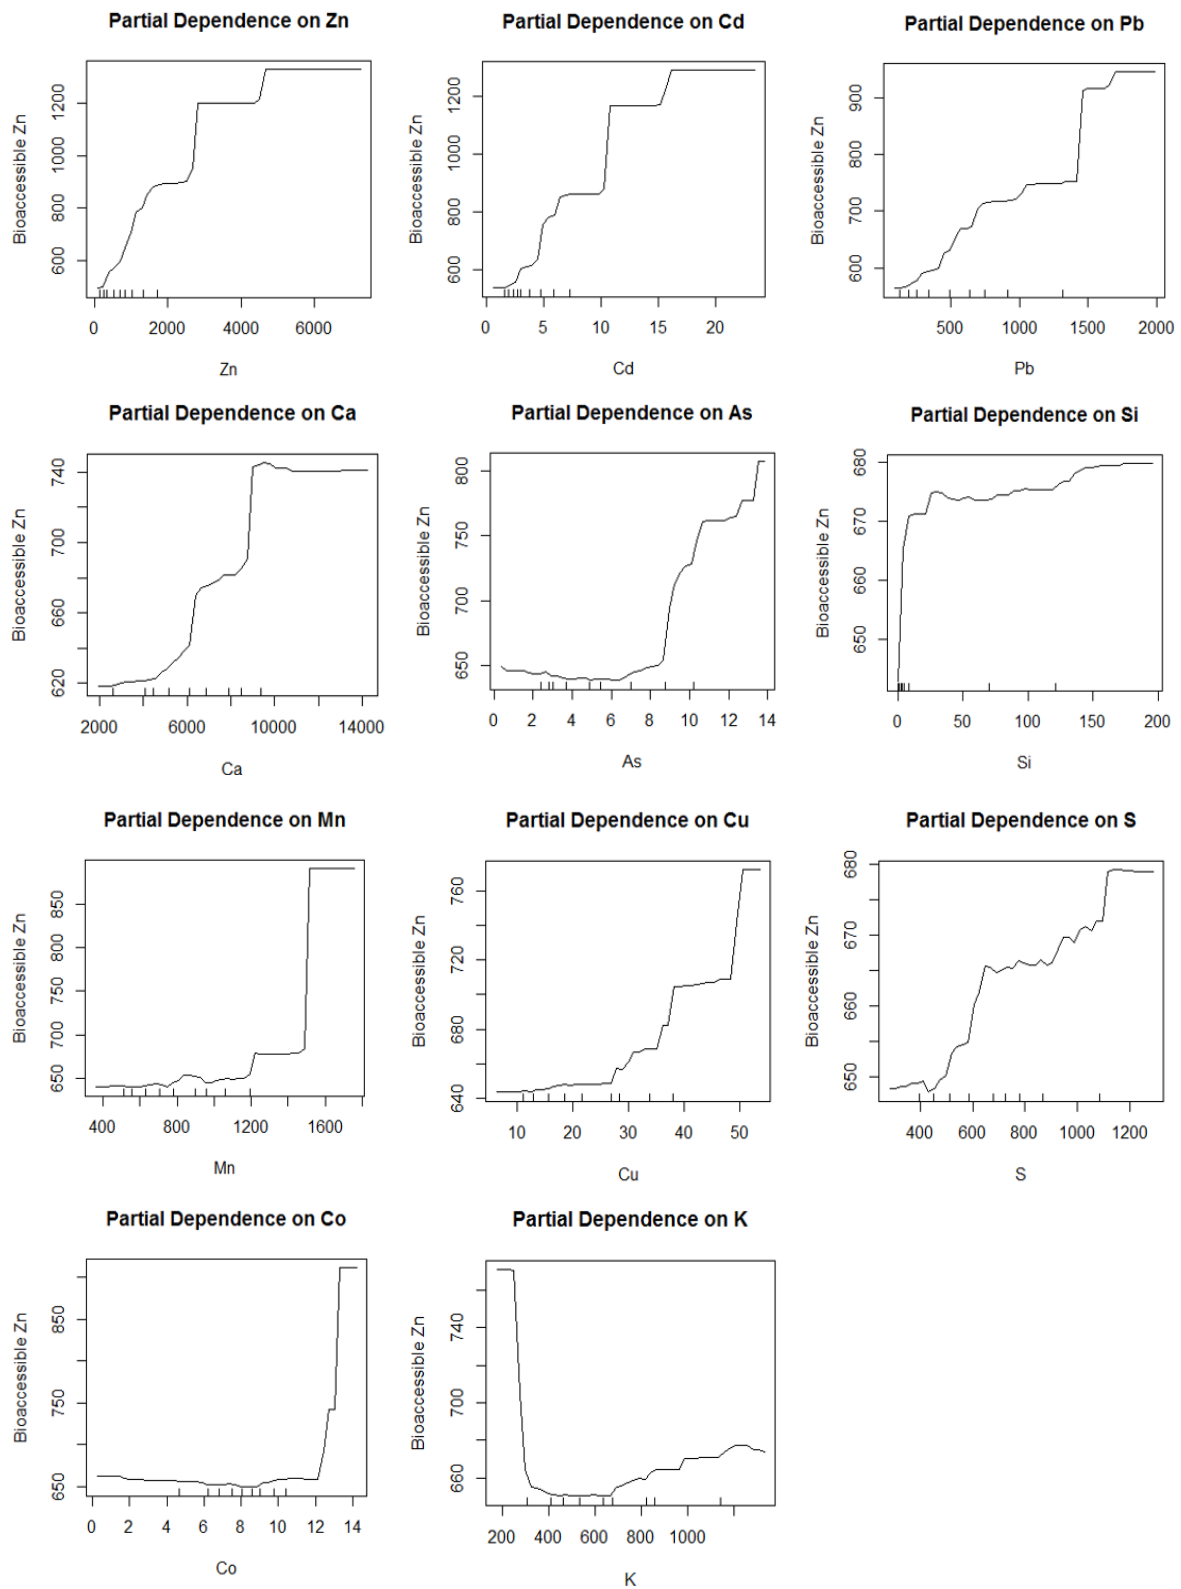 Partial Dependence on Zn
Bioaccessible Zn
600 800 1000 1200
0 2000 4000 6000
Zn
Partial Dependence on Cd
Bioaccessible Zn
600 800 1000 1200
0 5 10 15 20
Cd
Partial Dependence on Pb
Bioaccessible Zn
600 700 800 900
500 1000 1500 2000
Pb
Partial Dependence on Ca
Bioaccessible Zn
620 660 700 740
2000 6000 10000 14000
Ca
Partial Dependence on As
Bioaccessible Zn
650 700 750 800
0 2 4 6 8 10 12 14
As
Partial Dependence on Si
Bioaccessible Zn
650 660 670 680
0 50 100 150 200
Si
Partial Dependence on Mn
Bioaccessible Zn
650 700 750 800 850
400 800 1200 1600
Mn
Partial Dependence on Cu
Bioaccessible Zn
640 680 720 760
10 20 30 40 50
Cu
Partial Dependence on S
Bioaccessible Zn
650 660 670 680
400 600 800 1000 1200
S
Partial Dependence on Co
Bioaccessible Zn
650 750 850
0 2 4 6 8 10 12 14
Co
Partial Dependence on K
Bioaccessible Zn
660 700 740
200 400 600 800 1000
K